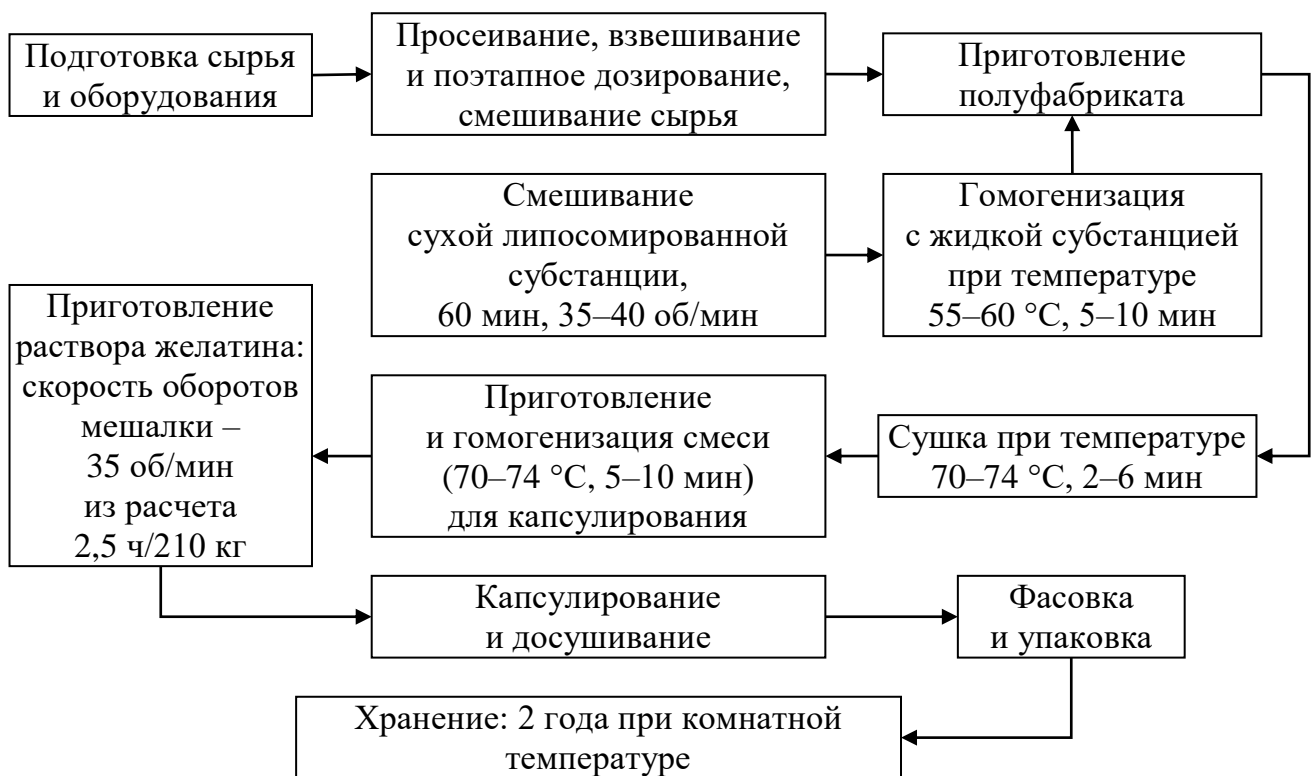 Подготовка сырья
и оборудования
Просеивание, взвешивание
и поэтапное дозирование,
смешивание сырья
Приготовление
полуфабриката
Смешивание
сухой липосомированной
субстанции,
60 мин, 35–40 об/мин
Гомогенизация
с жидкой субстанцией
при температуре
55–60 °С, 5–10 мин
Сушка при температуре
70–74 °С, 2–6 мин
Приготовление
и гомогенизация смеси
(70–74 °С, 5–10 мин)
для капсулирования
Приготовление
раствора желатина:
скорость оборотов
мешалки –
35 об/мин
из расчета
2,5 ч/210 кг
Капсулирование
и досушивание
Фасовка
и упаковка
Хранение: 2 года при комнатной
температуре